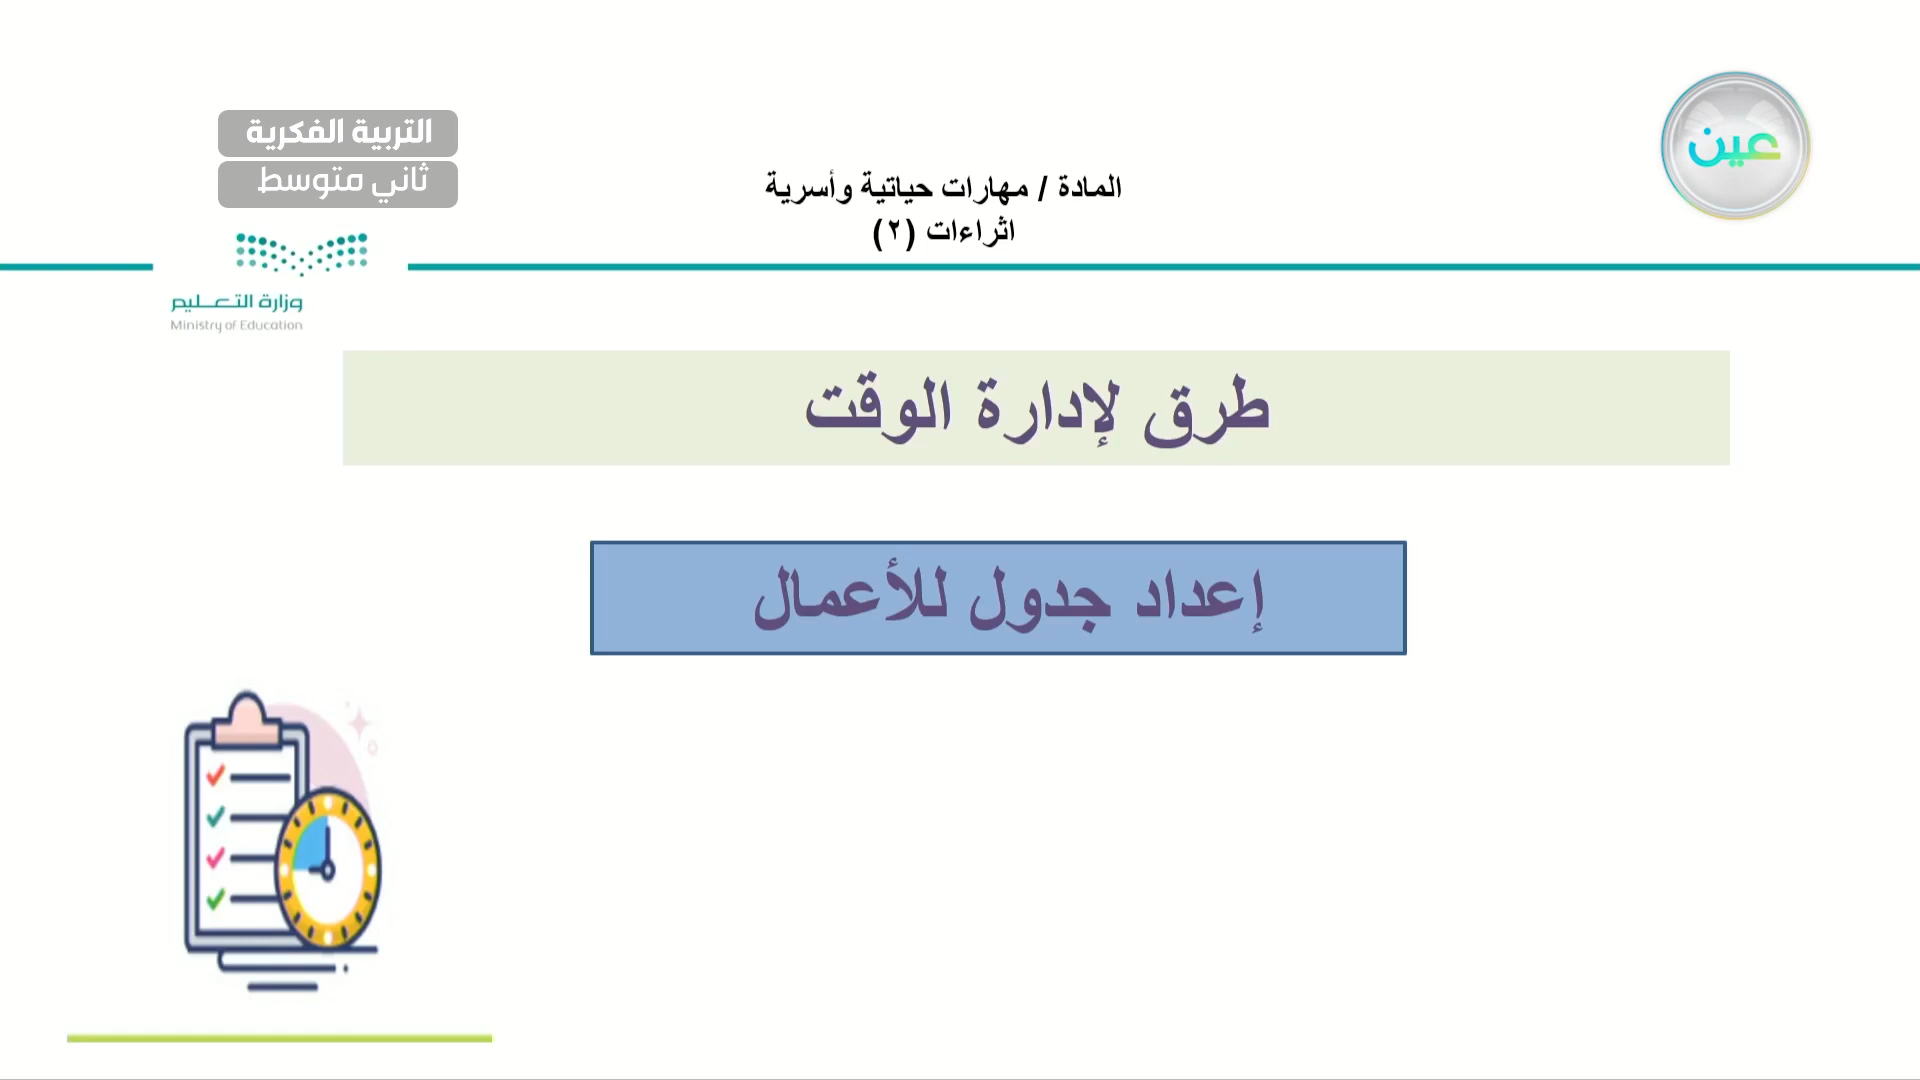 التربية الفكرية
ثاني متوسط
عين
المادة / مهارات حياتية وأسرية
اثراءات (٢)
وزارة التعليم
Ministry of Education
طرق لإدارة الوقت
إعداد جدول للأعمال